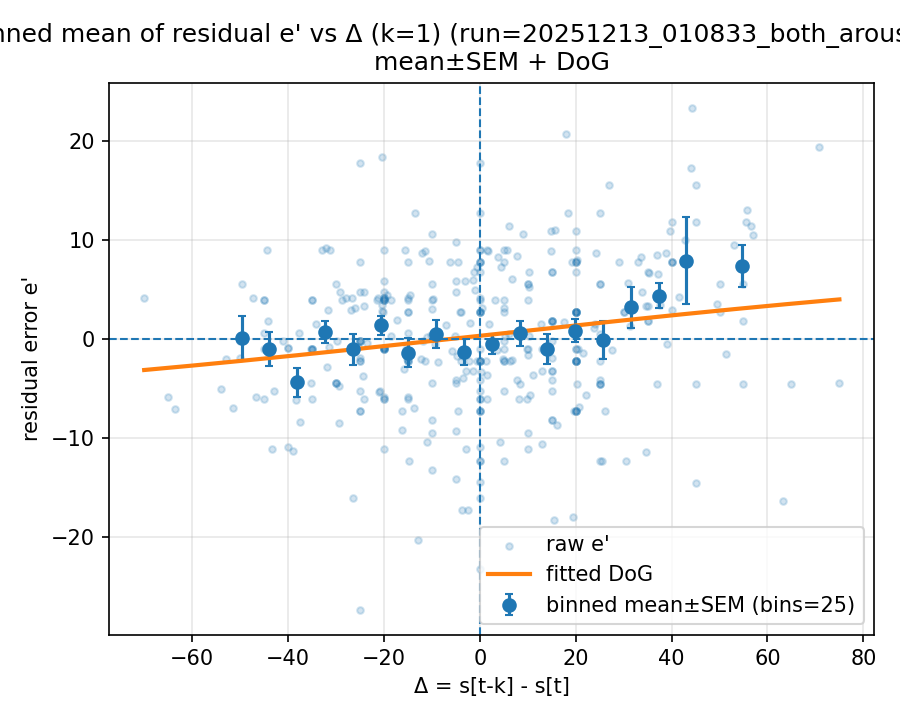 nned mean of residual e' vs Δ (k=1) (run=20251213_010833_both_arous
mean±SEM + DoG
20
10
0
−10
−20
residual error e'
raw e'
fitted DoG
binned mean±SEM (bins=25)
−60
−40
−20
0
20
40
60
80
Δ = s[t-k] - s[t]